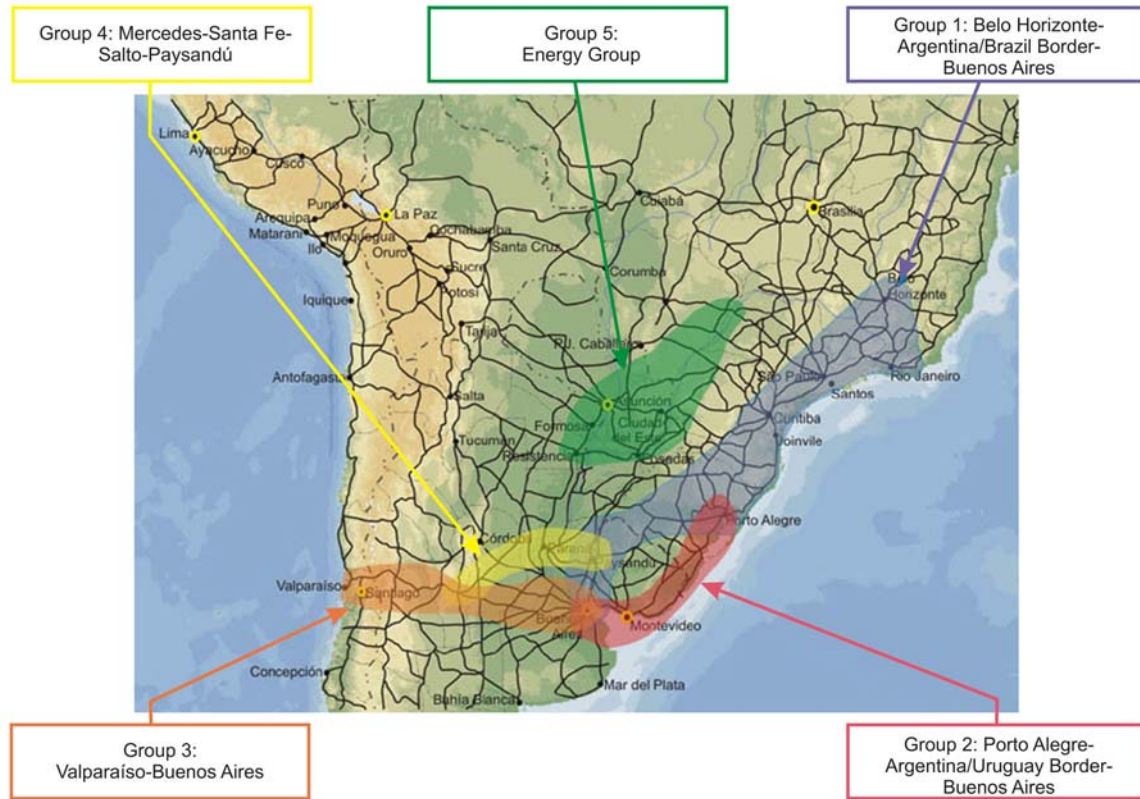 Group 4: Mercedes-Santa Fe-
Salto-Paysandú
Group 5:
Energy Group
Group 1: Belo Horizonte-
Argentina/Brazil Border-
Buenos Aires
Lima
Ayacucho
Cusco
Puno
La Paz
Cuiabá
Brasilia
Arequipa
Matarani
Moquegua
Ilo
Cochabamba
Oruro
Santa Cruz
Sucre
Corumba
Potosí
Belo
Horizonte
Iquique
Tarija
P.J. Caballero
Antofagasta
São Paulo
Rio Janeiro
Santos
Salta
Asunción
Ciudad
del Este
Formosa
Curitiba
Joinvile
Tucumán
Resistencia
Posadas
Porto Alegre
Córdoba
Paraná
Paysandú
Valparaíso
Santiago
Buenos
Aires
Montevideo
Concepción
Mar del Plata
Bahía Blanca
Group 3:
Valparaíso-Buenos Aires
Group 2: Porto Alegre-
Argentina/Uruguay Border-
Buenos Aires